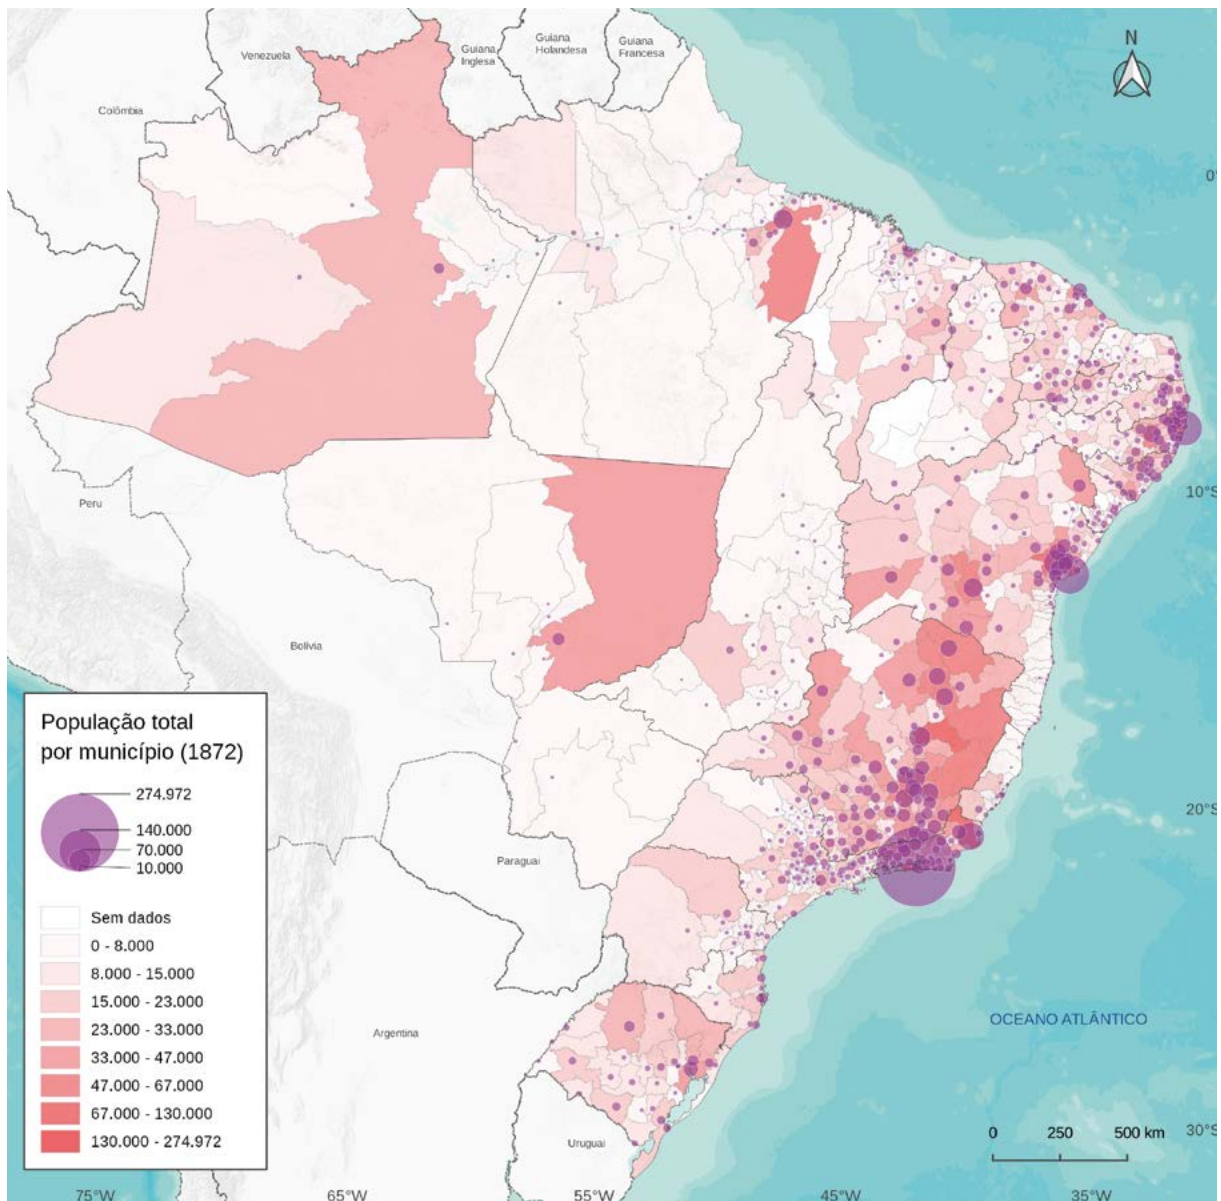 Guiana
Holandesa
Guiana
Francesa
Venezuela
Guiana
Inglesa
N
Colômbia
0°
Peru
10°S
Bolívia
População total
por município (1872)
274.972
140.000
70.000
10.000
Sem dados
0 - 8.000
8.000 - 15.000
15.000 - 23.000
23.000 - 33.000
33.000 - 47.000
47.000 - 67.000
67.000 - 130.000
130.000 - 274.972
20°S
Paraguai
Argentina
OCEANO ATLÂNTICO
Uruguai
0 250 500 km
30°S
75°W 65°W 55°W 45°W 35°W